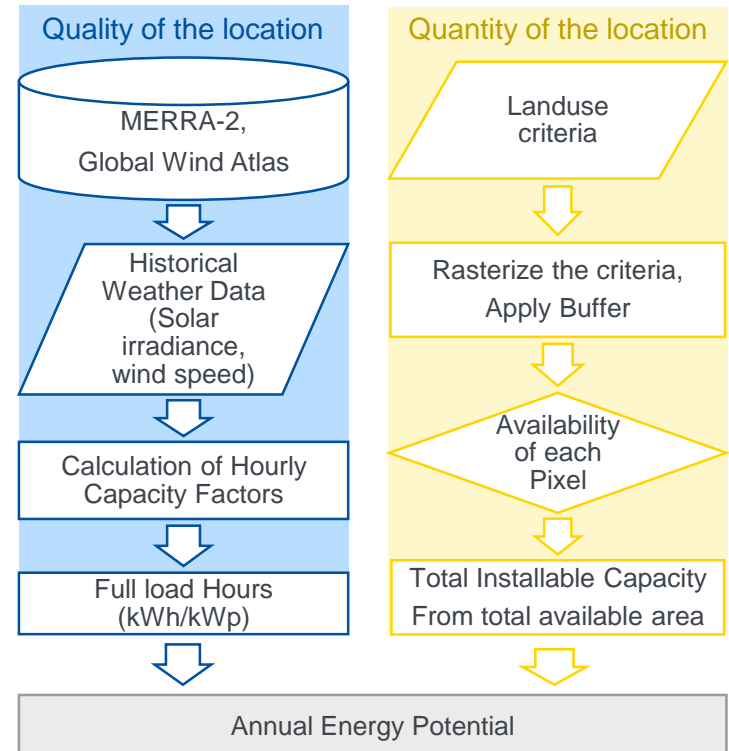 Quality of the location
MERRA-2,
Global Wind Atlas
Historical
Weather Data
(Solar
irradiance,
wind speed)
Calculation of Hourly
Capacity Factors
Full load Hours
(kWh/kWp)
Quantity of the location
Landuse
criteria
Rasterize the criteria,
Apply Buffer
Availability
of each
Pixel
Total Installable Capacity
From total available area
Annual Energy Potential